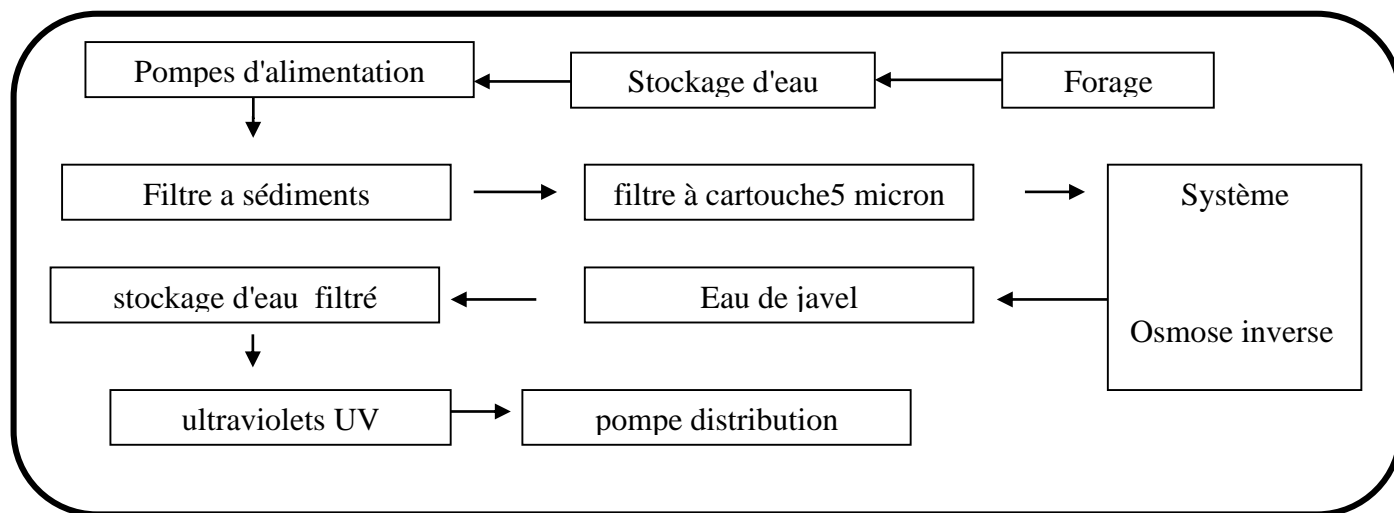 Pompes d'alimentation
Stockage d'eau
Forage
Filtre a sédiments
filtre à cartouche5 micron
Système
Osmose inverse
Eau de javel
stockage d'eau  filtré
ultraviolets UV
pompe distribution